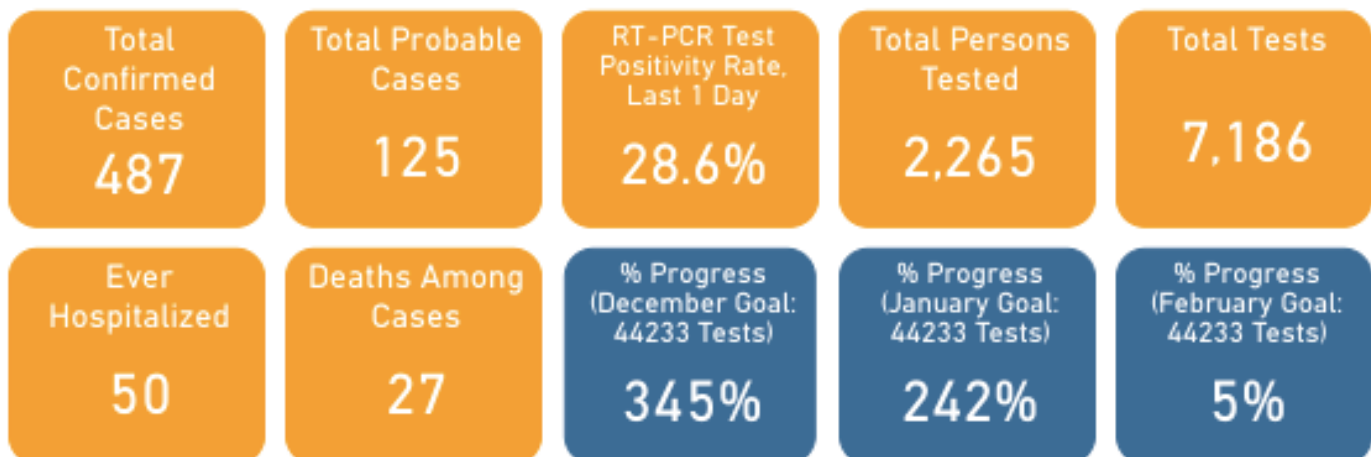 Total
Confirmed
Cases
487
Total Probable
Cases
125
RT-PCR Test
Positivity Rate,
Last 1 Day
28.6%
Total Persons
Tested
2,265
Total Tests
7,186
Ever
Hospitalized
50
Deaths Among
Cases
27
% Progress
(December Goal:
44233 Tests)
345%
% Progress
(January Goal:
44233 Tests)
242%
% Progress
(February Goal:
44233 Tests)
5%